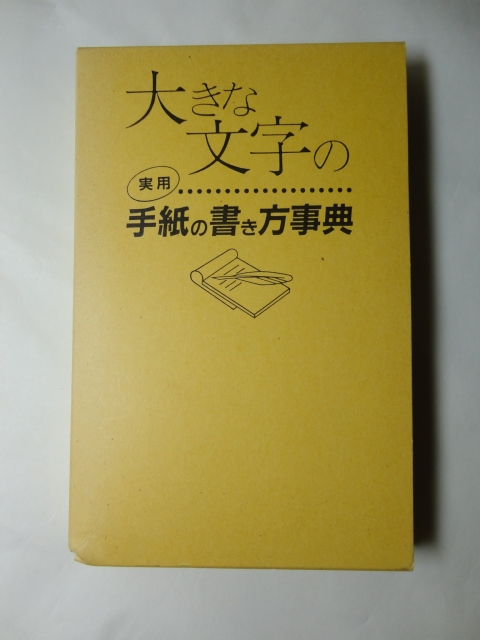 大きな
文字の
実用
手紙の書き方事典